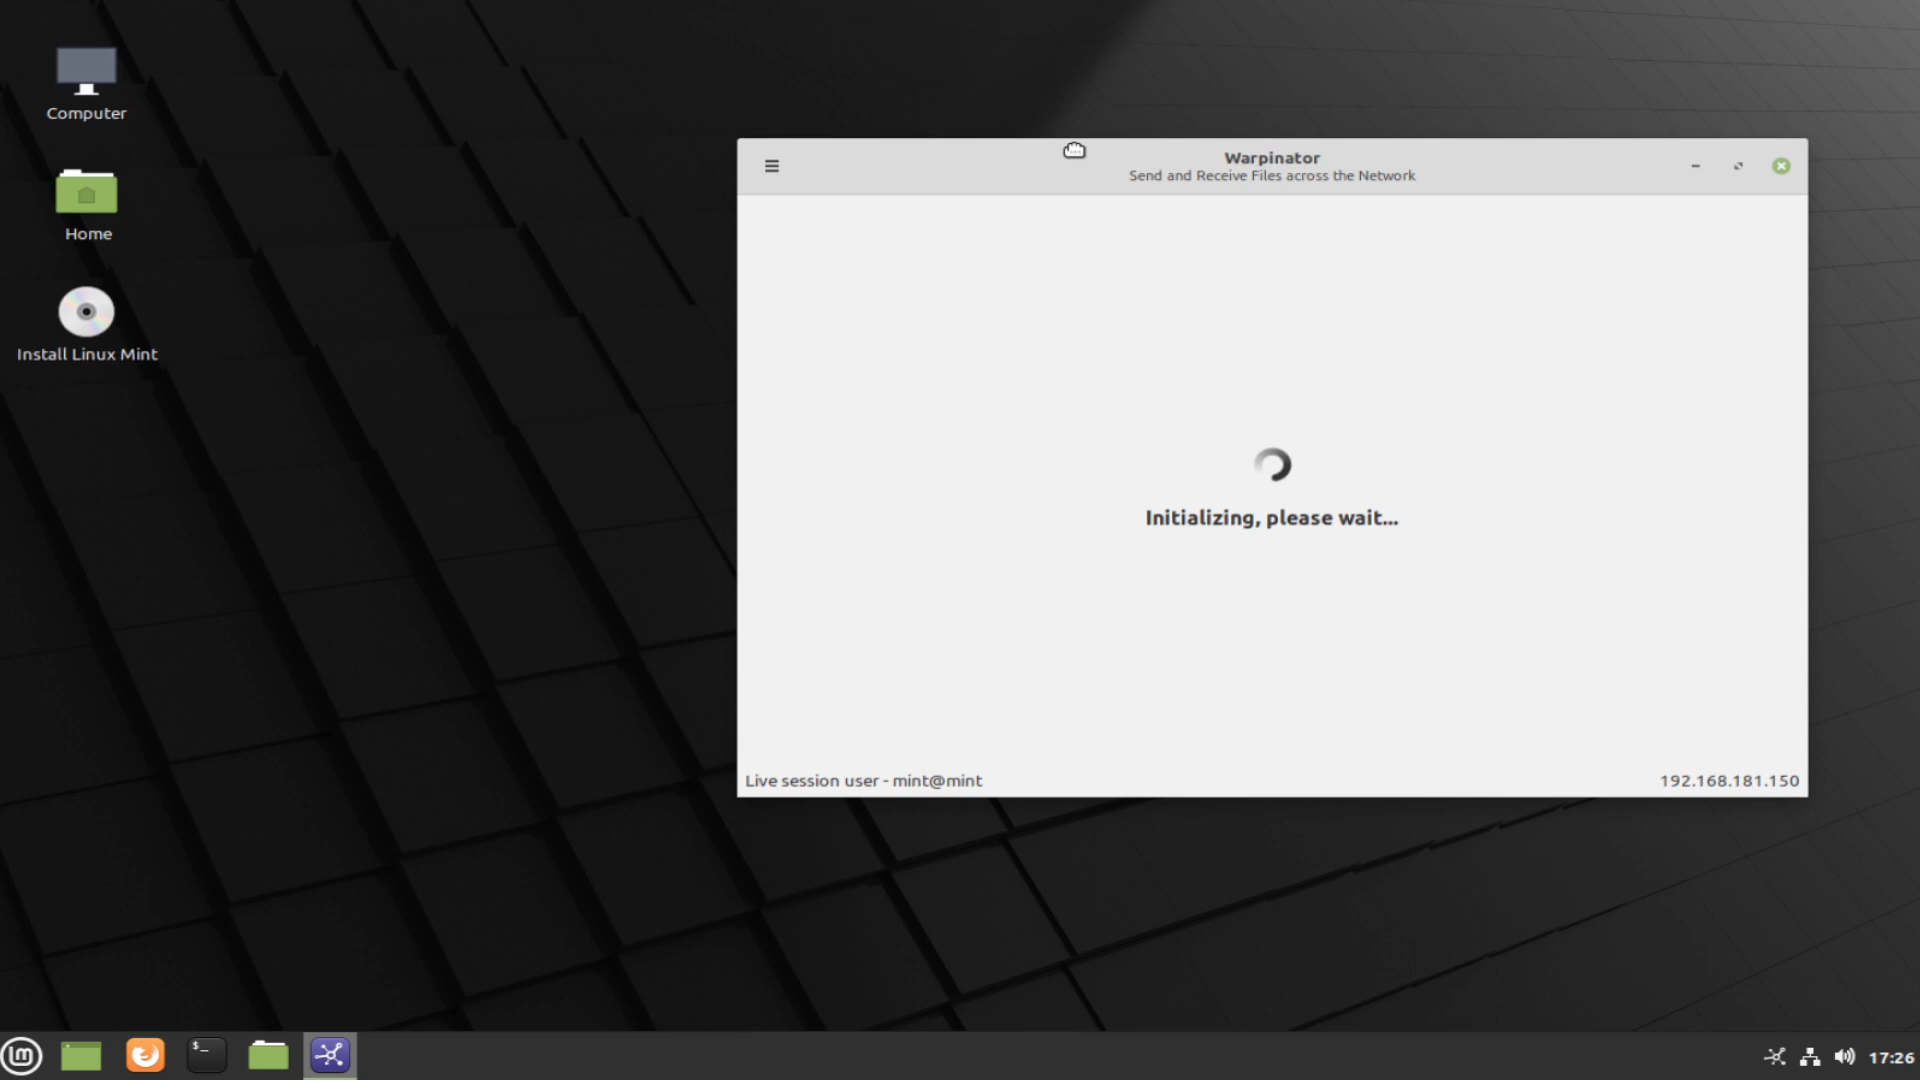 Computer
Home
Install Linux Mint
Warpinator
Send and Receive Files across the Network
Initializing, please wait...
Live session user - mint@mint
192.168.181.150
$_
17:26